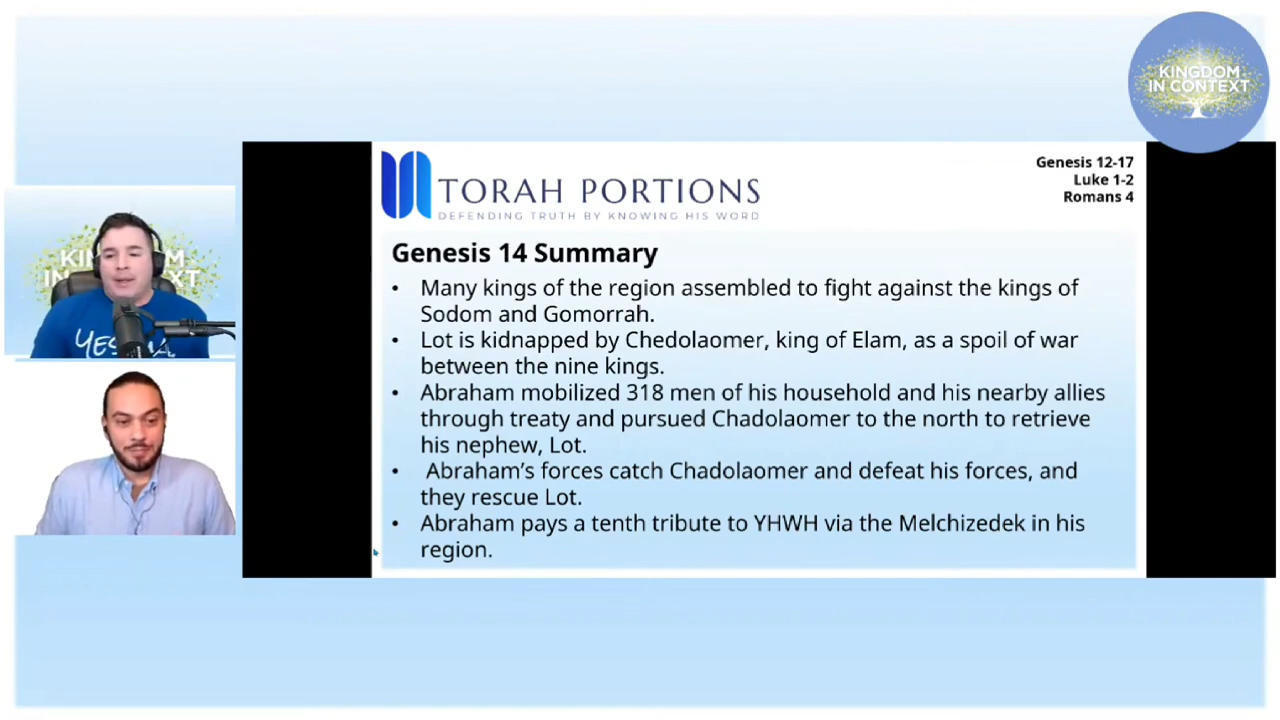 KINGDOM
IN CONTEXT
TORAH PORTIONS
DEFENDING TRUTH BY KNOWING HIS WORD
Genesis 12-17
Luke 1-2
Romans 4
Genesis 14 Summary
• Many kings of the region assembled to fight against the kings of
Sodom and Gomorrah.
• Lot is kidnapped by Chedolaomer, king of Elam, as a spoil of war
between the nine kings.
• Abraham mobilized 318 men of his household and his nearby allies
through treaty and pursued Chadolaomer to the north to retrieve
his nephew, Lot.
• Abraham’s forces catch Chadolaomer and defeat his forces, and
they rescue Lot.
• Abraham pays a tenth tribute to YHWH via the Melchizedek in his
region.